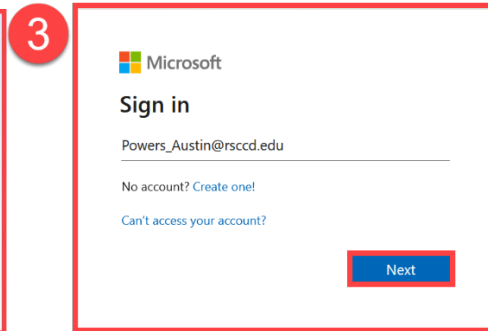 3
Microsoft
Sign in
Powers_Austin@rsccd.edu
No account? Create one!
Can't access your account?
Next